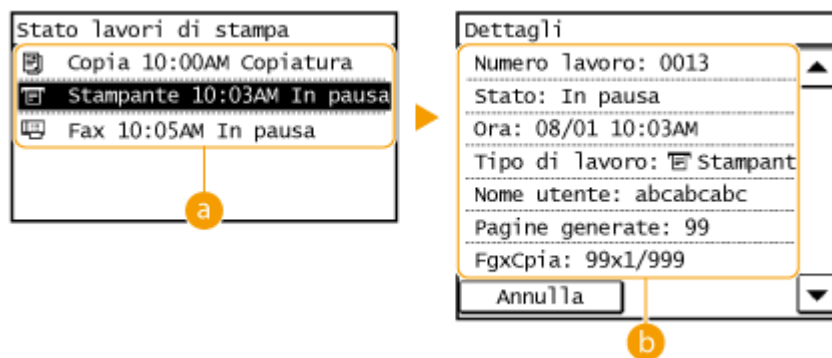 Stato lavori di stampa
Copia 10:00AM Copiatura
Stampante 10:03AM In pausa
Fax 10:05AM In pausa
a
Dettagli
Numero lavoro: 0013
Stato: In pausa
Ora: 08/01 10:03AM
Tipo di lavoro: Stampant
Nome utente: abcabcabc
Pagine generate: 99
FgxCpia: 99x1/999
Annulla
b